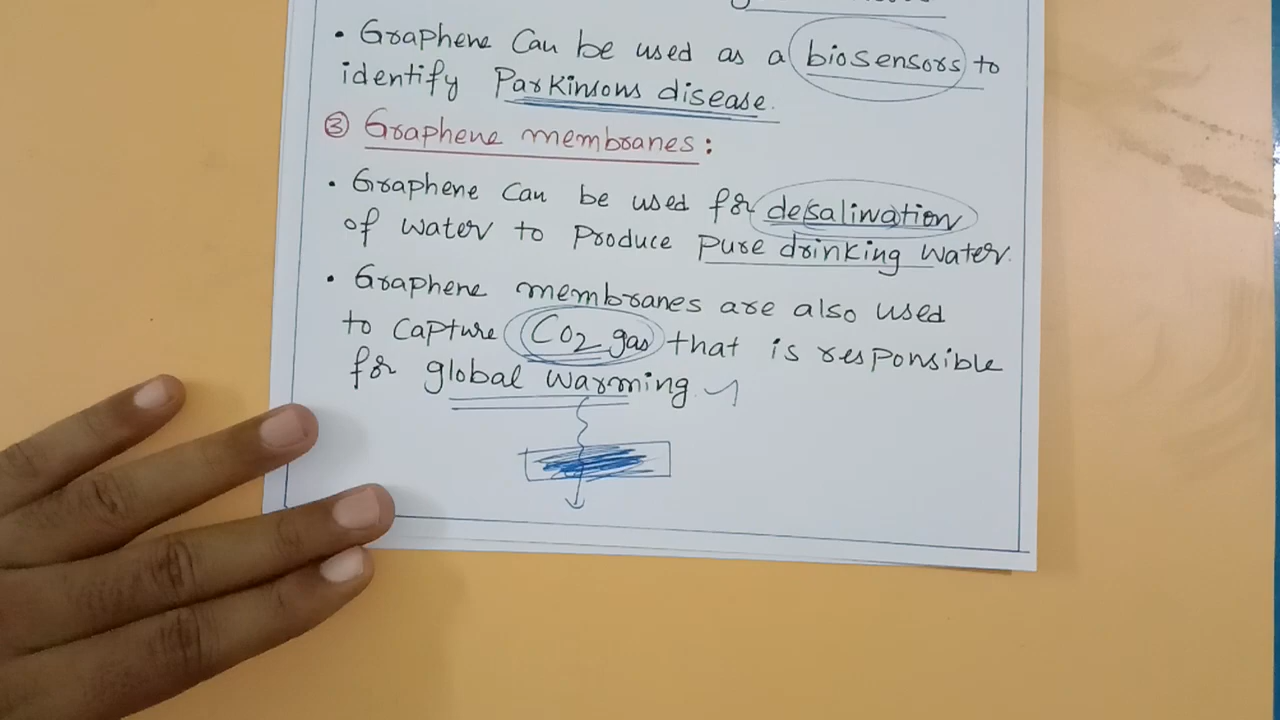 • Graphene Can be used as a biosensors to
identify Parkinsons disease.
③ Graphene membranes:
• Graphene can be used for desalination
of water to produce pure drinking water.
• Graphene membranes are also used
to capture CO2 gas that is responsible
for global warming